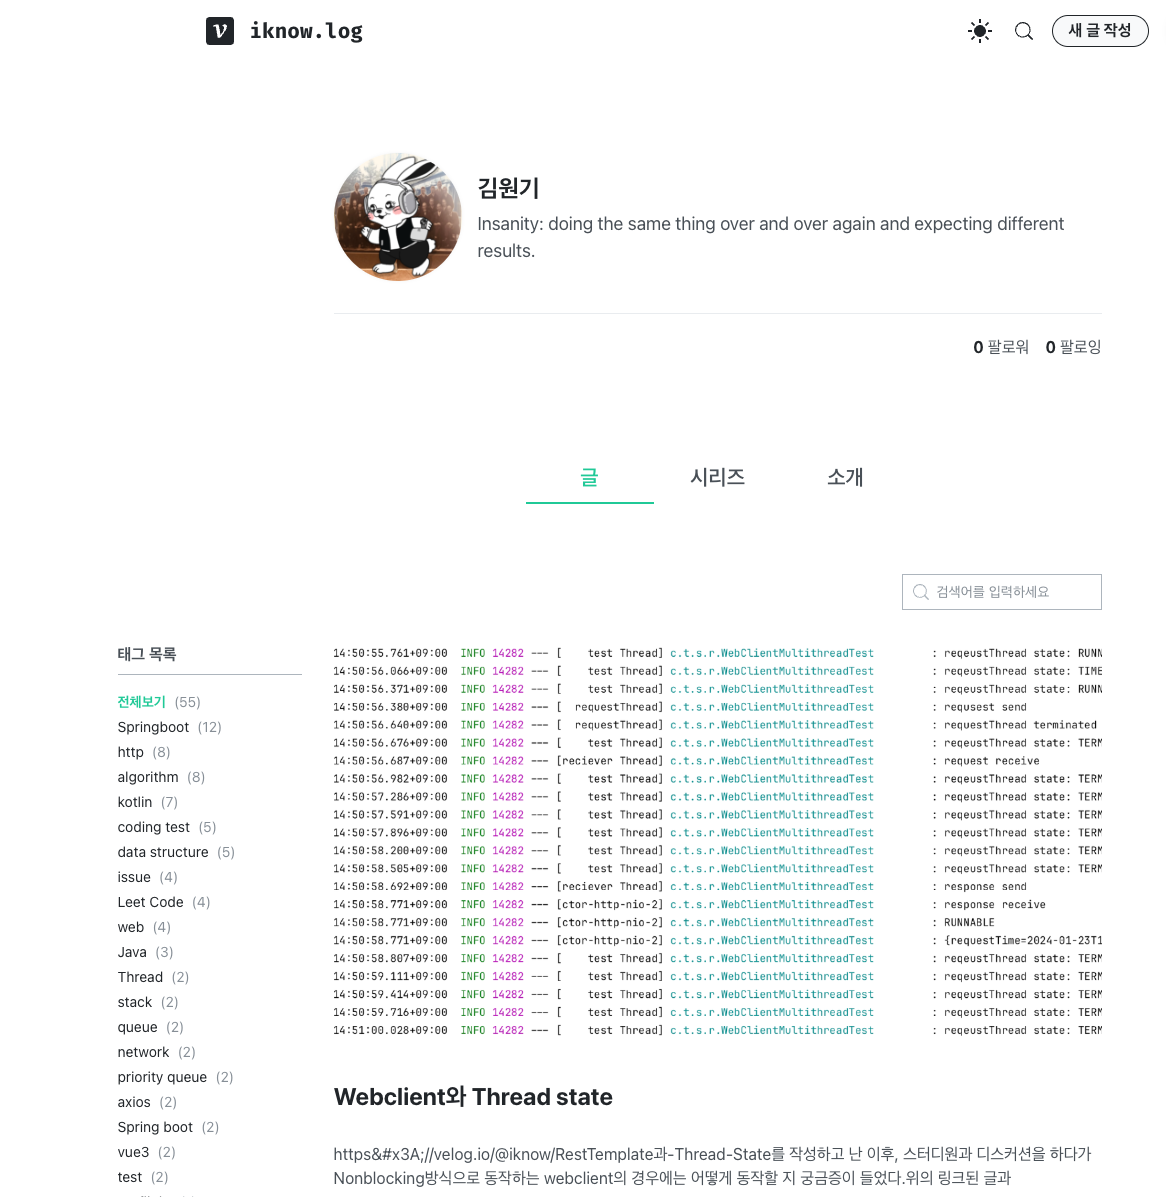 iknow.log
새 글 작성
김원기
Insanity: doing the same thing over and over again and expecting different
results.
0 팔로워 0 팔로잉
글 시리즈 소개
검색어를 입력하세요
태그 목록
전체보기 (55)
Springboot (12)
http (8)
algorithm (8)
kotlin (7)
coding test (5)
data structure (5)
issue (4)
Leet Code (4)
web (4)
Java (3)
Thread (2)
stack (2)
queue (2)
network (2)
priority queue (2)
axios (2)
Spring boot (2)
vue3 (2)
test (2)
14:50:55.761+09:00 INFO 14282 --- [ test Thread] c.t.s.r.WebClientMultithreadTest : reqeustThread state: RUNN
14:50:56.066+09:00 INFO 14282 --- [ test Thread] c.t.s.r.WebClientMultithreadTest : reqeustThread state: TIME
14:50:56.371+09:00 INFO 14282 --- [ test Thread] c.t.s.r.WebClientMultithreadTest : reqeustThread state: RUNN
14:50:56.380+09:00 INFO 14282 --- [ requestThread] c.t.s.r.WebClientMultithreadTest : requsest send
14:50:56.640+09:00 INFO 14282 --- [ requestThread] c.t.s.r.WebClientMultithreadTest : requestThread terminated
14:50:56.676+09:00 INFO 14282 --- [ test Thread] c.t.s.r.WebClientMultithreadTest : reqeustThread state: TERM
14:50:56.687+09:00 INFO 14282 --- [reciever Thread] c.t.s.r.WebClientMultithreadTest : request receive
14:50:56.982+09:00 INFO 14282 --- [ test Thread] c.t.s.r.WebClientMultithreadTest : reqeustThread state: TERM
14:50:57.286+09:00 INFO 14282 --- [ test Thread] c.t.s.r.WebClientMultithreadTest : reqeustThread state: TERM
14:50:57.591+09:00 INFO 14282 --- [ test Thread] c.t.s.r.WebClientMultithreadTest : reqeustThread state: TERM
14:50:57.896+09:00 INFO 14282 --- [ test Thread] c.t.s.r.WebClientMultithreadTest : reqeustThread state: TERM
14:50:58.200+09:00 INFO 14282 --- [ test Thread] c.t.s.r.WebClientMultithreadTest : reqeustThread state: TERM
14:50:58.505+09:00 INFO 14282 --- [ test Thread] c.t.s.r.WebClientMultithreadTest : reqeustThread state: TERM
14:50:58.692+09:00 INFO 14282 --- [reciever Thread] c.t.s.r.WebClientMultithreadTest : response send
14:50:58.771+09:00 INFO 14282 --- [ctor-http-nio-2] c.t.s.r.WebClientMultithreadTest : response receive
14:50:58.771+09:00 INFO 14282 --- [ctor-http-nio-2] c.t.s.r.WebClientMultithreadTest : RUNNABLE
14:50:58.771+09:00 INFO 14282 --- [ctor-http-nio-2] c.t.s.r.WebClientMultithreadTest : {requestTime=2024-01-23T1
14:50:58.807+09:00 INFO 14282 --- [ test Thread] c.t.s.r.WebClientMultithreadTest : reqeustThread state: TERM
14:50:59.111+09:00 INFO 14282 --- [ test Thread] c.t.s.r.WebClientMultithreadTest : reqeustThread state: TERM
14:50:59.414+09:00 INFO 14282 --- [ test Thread] c.t.s.r.WebClientMultithreadTest : reqeustThread state: TERM
14:50:59.716+09:00 INFO 14282 --- [ test Thread] c.t.s.r.WebClientMultithreadTest : reqeustThread state: TERM
14:51:00.028+09:00 INFO 14282 --- [ test Thread] c.t.s.r.WebClientMultithreadTest : reqeustThread state: TERM
Webclient와 Thread state
https&#x3A;//velog.io/@iknow/RestTemplate과-Thread-State를 작성하고 난 이후, 스터디원과 디스커션을 하다가
Nonblocking방식으로 동작하는 webclient의 경우에는 어떻게 동작할 지 궁금증이 들었다.위의 링크된 글과